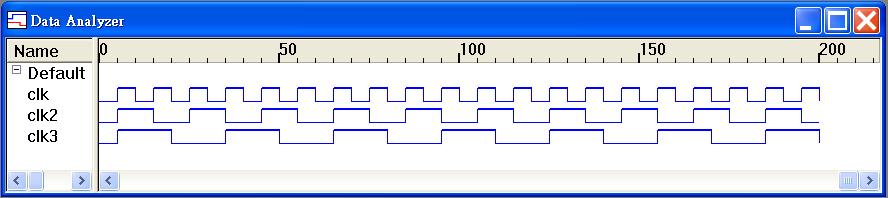 Data Analyzer
Name
0 50 100 150 200
Default
clk
clk2
clk3